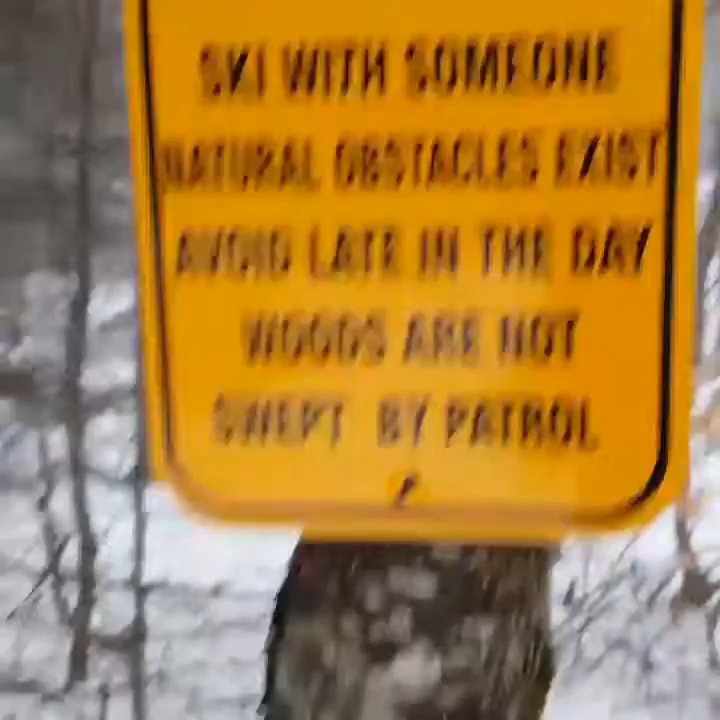 SKI WITH SOMEONE
NATURAL OBSTACLES EXIST
AVOID LATE IN THE DAY
WOODS ARE NOT
SWEPT BY PATROL